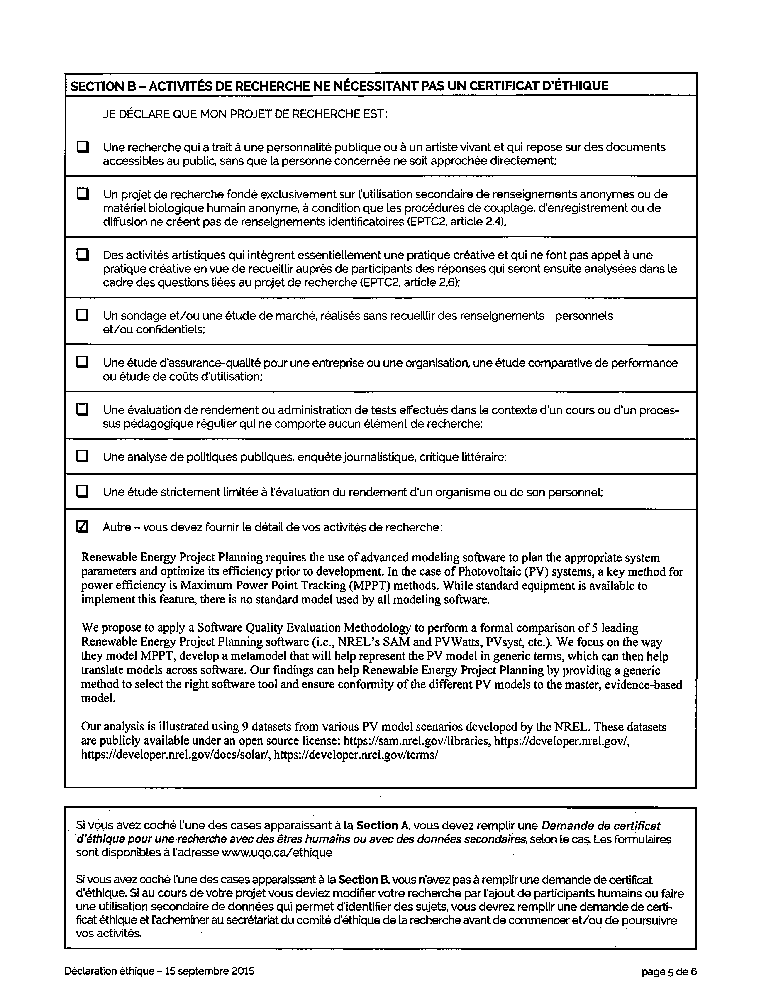 SECTION B – ACTIVITÉS DE RECHERCHE NE NÉCESSITANT PAS UN CERTIFICAT D'ÉTHIQUE
JE DÉCLARE QUE MON PROJET DE RECHERCHE EST:
Une recherche qui a trait à une personnalité publique ou à un artiste vivant et qui repose sur des documents
accessibles au public, sans que la personne concernée ne soit approchée directement;
Un projet de recherche fondé exclusivement sur l'utilisation secondaire de renseignements anonymes ou de
matériel biologique humain anonyme, à condition que les procédures de couplage, d'enregistrement ou de
diffusion ne créent pas de renseignements identificatoires (EPTC2, article 2.4);
Des activités artistiques qui intègrent essentiellement une pratique créative et qui ne font pas appel à une
pratique créative en vue de recueillir auprès de participants des réponses qui seront ensuite analysées dans le
cadre des questions liées au projet de recherche (EPTC2, article 2.6);
Un sondage et/ou une étude de marché, réalisés sans recueillir des renseignements personnels
et/ou confidentiels;
Une étude d'assurance-qualité pour une entreprise ou une organisation, une étude comparative de performance
ou étude de coûts d'utilisation;
Une évaluation de rendement ou administration de tests effectués dans le contexte d'un cours ou d'un proces-
sus pédagogique régulier qui ne comporte aucun élément de recherche;
Une analyse de politiques publiques, enquête journalistique, critique littéraire;
Une étude strictement limitée à l'évaluation du rendement d'un organisme ou de son personnel;
Autre – vous devez fournir le détail de vos activités de recherche:
Renewable Energy Project Planning requires the use of advanced modeling software to plan the appropriate system
parameters and optimize its efficiency prior to development. In the case of Photovoltaic (PV) systems, a key method for
power efficiency is Maximum Power Point Tracking (MPPT) methods. While standard equipment is available to
implement this feature, there is no standard model used by all modeling software.
We propose to apply a Software Quality Evaluation Methodology to perform a formal comparison of 5 leading
Renewable Energy Project Planning software (i.e., NREL's SAM and PVWatts, PVsyst, etc.). We focus on the way
they model MPPT, develop a metamodel that will help represent the PV model in generic terms, which can then help
translate models across software. Our findings can help Renewable Energy Project Planning by providing a generic
method to select the right software tool and ensure conformity of the different PV models to the master, evidence-based
model.
Our analysis is illustrated using 9 datasets from various PV model scenarios developed by the NREL. These datasets
are publicly available under an open source license: https://sam.nrel.gov/libraries, https://developer.nrel.gov/,
https://developer.nrel.gov/docs/solar/, https://developer.nrel.gov/terms/
Si vous avez coché l'une des cases apparaissant à la Section A, vous devez remplir une Demande de certificat
d'éthique pour une recherche avec des êtres humains ou avec des données secondaires, selon le cas. Les formulaires
sont disponibles à l'adresse www.uqo.ca/ethique
Si vous avez coché l'une des cases apparaissant à la Section B, vous n'avez pas à remplir une demande de certificat
d'éthique. Si au cours de votre projet vous deviez modifier votre recherche par l'ajout de participants humains ou faire
une utilisation secondaire de données qui permet d'identifier des sujets, vous devrez remplir une demande de certi-
ficat éthique et l'acheminer au secrétariat du comité d'éthique de la recherche avant de commencer et/ou de poursuivre
vos activités.
Déclaration éthique – 15 septembre 2015
page 5 de 6